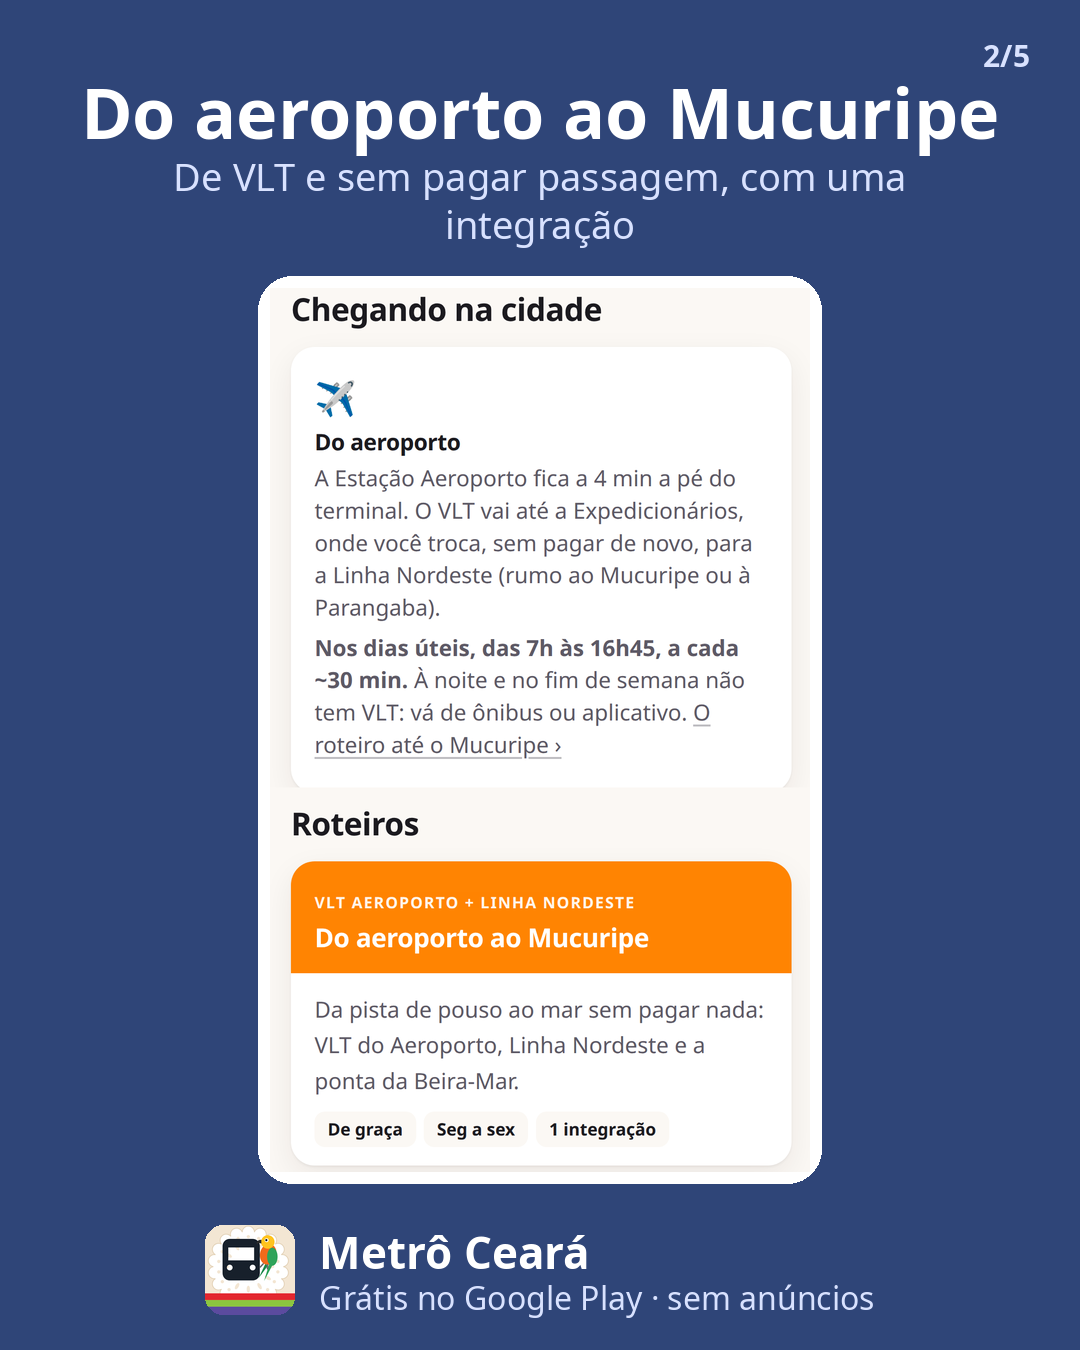 2/5
Do aeroporto ao Mucuripe
De VLT e sem pagar passagem, com uma
integração
Chegando na cidade
Do aeroporto
A Estação Aeroporto fica a 4 min a pé do
terminal. O VLT vai até a Expedicionários,
onde você troca, sem pagar de novo, para
a Linha Nordeste (rumo ao Mucuripe ou à
Parangaba).
Nos dias úteis, das 7h às 16h45, a cada
~30 min. À noite e no fim de semana não
tem VLT: vá de ônibus ou aplicativo. O
roteiro até o Mucuripe ›
Roteiros
VLT AEROPORTO + LINHA NORDESTE
Do aeroporto ao Mucuripe
Da pista de pouso ao mar sem pagar nada:
VLT do Aeroporto, Linha Nordeste e a
ponta da Beira-Mar.
De graça Seg a sex 1 integração
Metrô Ceará
Grátis no Google Play · sem anúncios